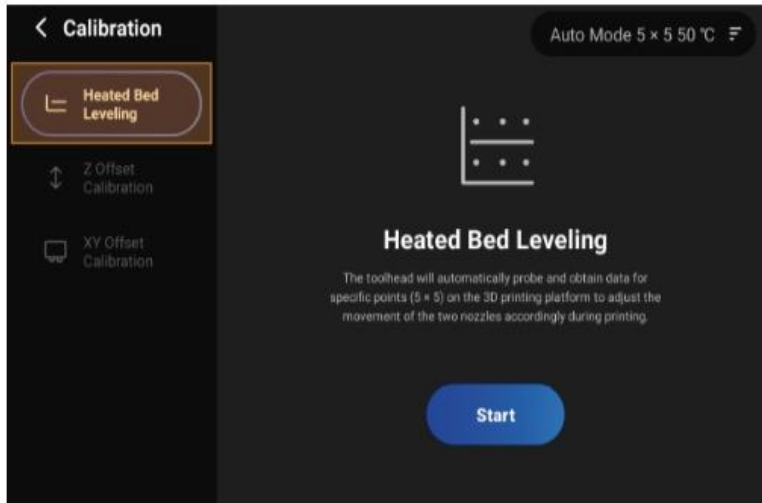 Calibration
Auto Mode 5 × 5 50 ℃
Heated Bed
Leveling
Z Offset
Calibration
XY Offset
Calibration
Heated Bed Leveling
The toolhead will automatically probe and obtain data for
specific points (5 × 5) on the 3D printing platform to adjust the
movement of the two nozzles accordingly during printing.
Start